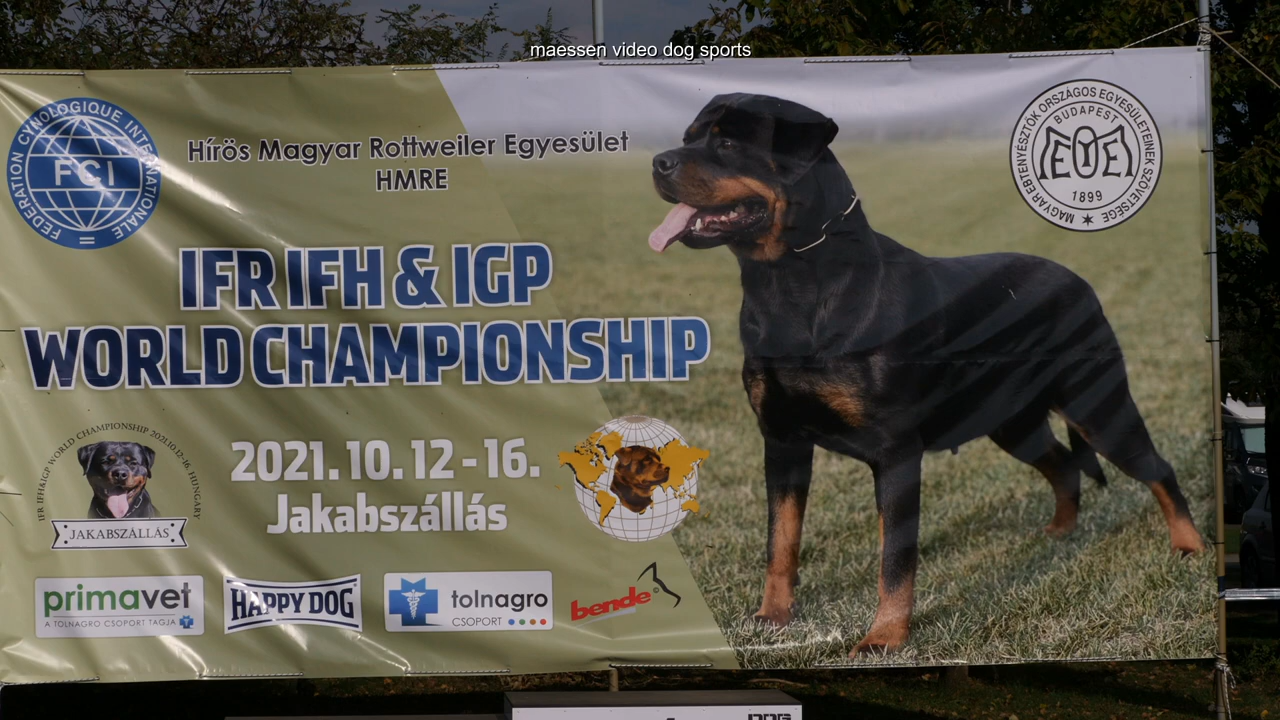 maessen video dog sports
FEDERATION CYNOLOGIQUE INTERNATIONALE
FCI
Hírös Magyar Rottweiler Egyesület
HMRE
MAGYAR EBTENYÉSZTŐK ORSZÁGOS EGYESÜLETEINEK SZÖVETSÉGE
BUDAPEST
MEOE
1899
IFR IFH & IGP
WORLD CHAMPIONSHIP
IFR IFH&IGP WORLD CHAMPIONSHIP 2021.10.12-16. HUNGARY
JAKABSZÁLLÁS
2021. 10. 12 - 16.
Jakabszállás
primavet
A TOLNAGRO CSOPORT TAGJA
HAPPY DOG
tolnagro
CSOPORT
bende